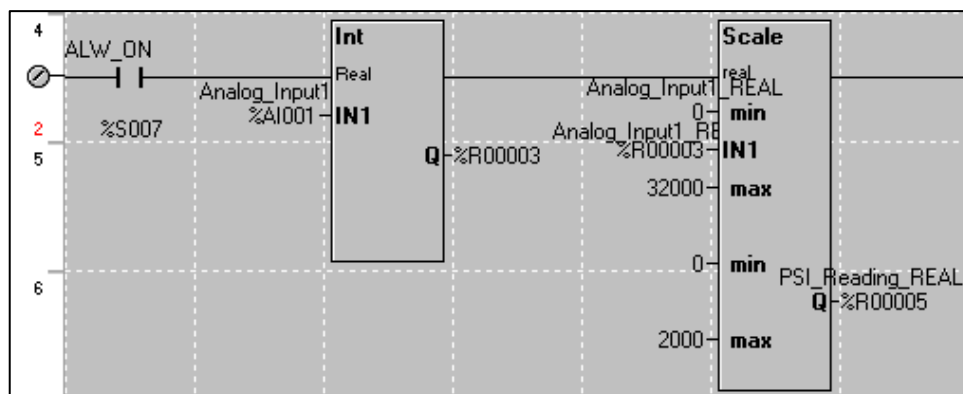 4
ALW_ON
Int
Scale
Real
real
Analog_Input1
Analog_Input1_REAL
%AI001
IN1
0
min
2
%S007
Analog_Input1_RE
5
Q
%R00003
%R00003
IN1
32000
max
0
min
6
PSI_Reading_REAL
Q
%R00005
2000
max